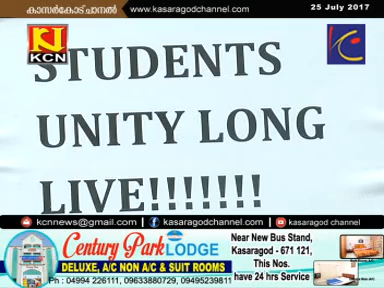 കാസർകോട് ചാനൽ
www.kasaragodchannel.com
25 July 2017
KCN
STUDENTS
UNITY LONG
LIVE!!!!!!!
kcnnews@gmail.com | kasaragodchannel.com | kasaragod channel
Century Park LODGE
DELUXE, A/C NON A/C & SUIT ROOMS
Ph : 04994 226111, 09633880729, 09495239811
Near New Bus Stand,
Kasaragod - 671 121,
This Nos.
have 24 hrs Service